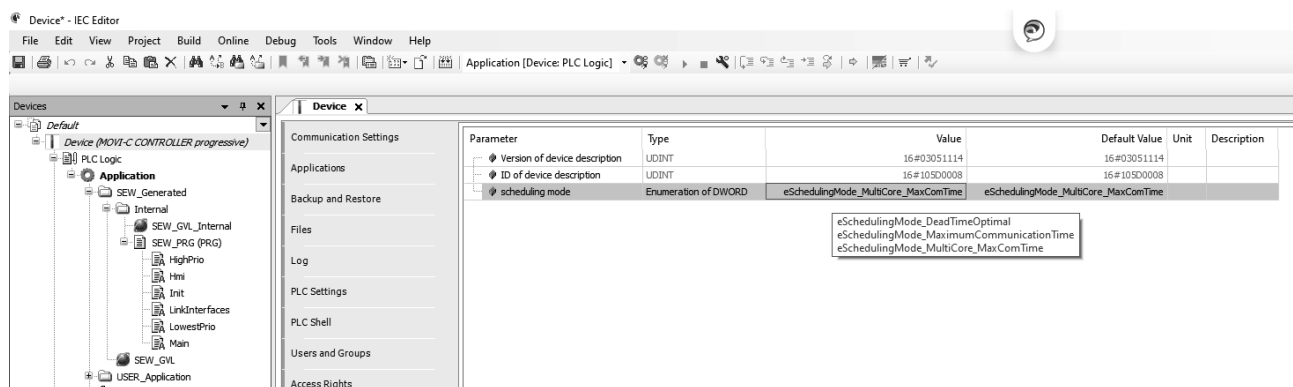 Device* - IEC Editor
File Edit View Project Build Online Debug Tools Window Help
Application [Device: PLC Logic]
Devices
Default
Device (MOVI-C CONTROLLER progressive)
PLC Logic
Application
SEW_Generated
Internal
SEW_GVL_Internal
SEW_PRG (PRG)
HighPrio
Hmi
Init
LinkInterfaces
LowestPrio
Main
SEW_GVL
USER_Application
Device
Communication Settings
Applications
Backup and Restore
Files
Log
PLC Settings
PLC Shell
Users and Groups
Access Rights
Parameter Type Value Default Value Unit Description
Version of device description UDINT 16#03051114 16#03051114
ID of device description UDINT 16#105D0008 16#105D0008
scheduling mode Enumeration of DWORD eSchedulingMode_MultiCore_MaxComTime eSchedulingMode_MultiCore_MaxComTime
eSchedulingMode_DeadTimeOptimal
eSchedulingMode_MaximumCommunicationTime
eSchedulingMode_MultiCore_MaxComTime